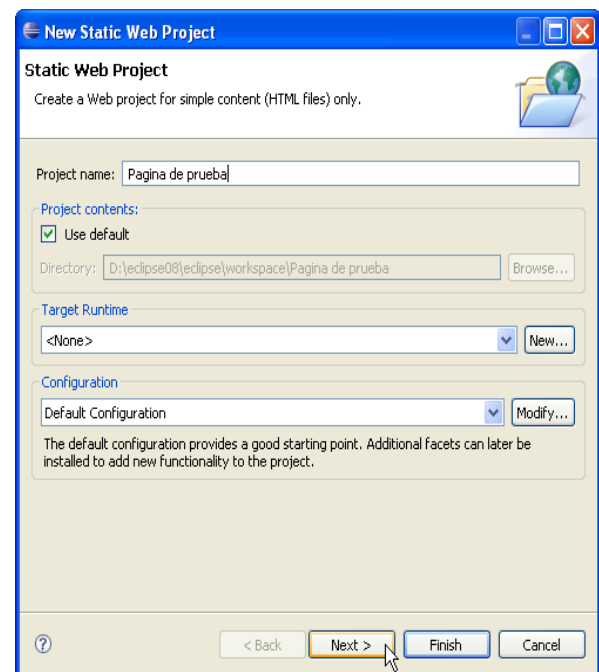 New Static Web Project
Static Web Project
Create a Web project for simple content (HTML files) only.
Project name: Pagina de prueba
Project contents:
Use default
Directory: D:\eclipse08\eclipse\workspace\Pagina de prueba Browse...
Target Runtime
<None> New...
Configuration
Default Configuration Modify...
The default configuration provides a good starting point. Additional facets can later be
installed to add new functionality to the project.
? < Back Next > Finish Cancel